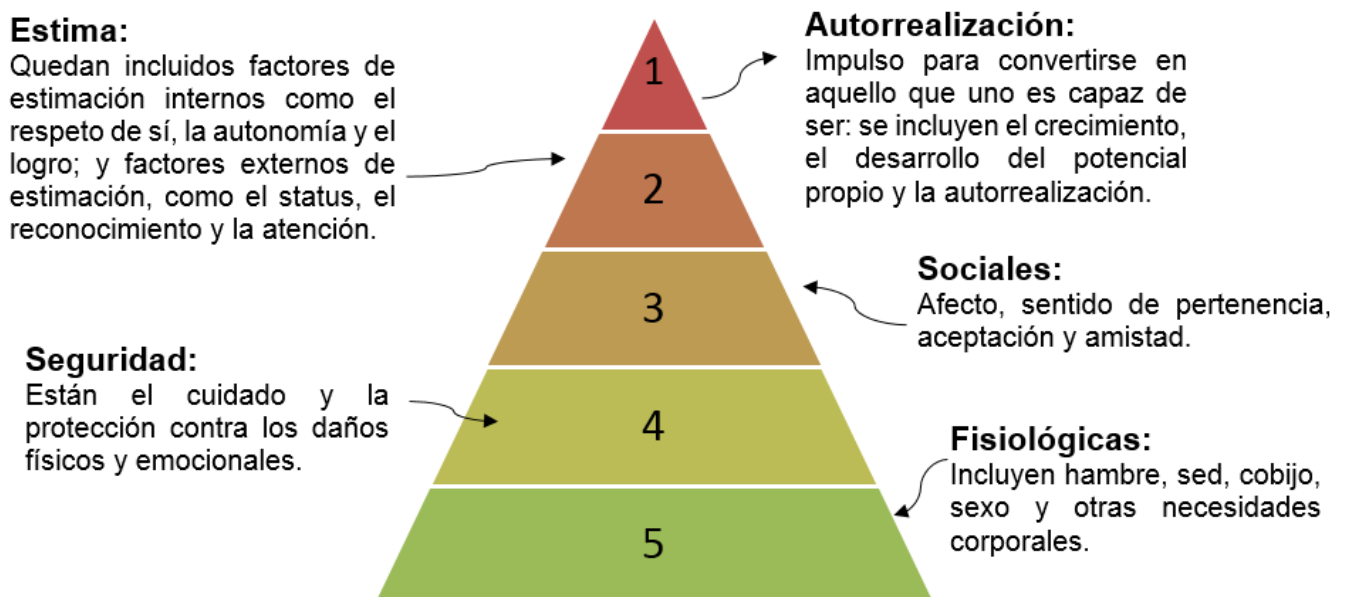 Estima:
Quedan incluidos factores de
estimación internos como el
respeto de sí, la autonomía y el
logro; y factores externos de
estimación, como el status, el
reconocimiento y la atención.
1
Autorrealización:
Impulso para convertirse en
aquello que uno es capaz de
ser: se incluyen el crecimiento,
el desarrollo del potencial
propio y la autorrealización.
2
Sociales:
Afecto, sentido de pertenencia,
aceptación y amistad.
3
Seguridad:
Están el cuidado y la
protección contra los daños
físicos y emocionales.
4
Fisiológicas:
Incluyen hambre, sed, cobijo,
sexo y otras necesidades
corporales.
5